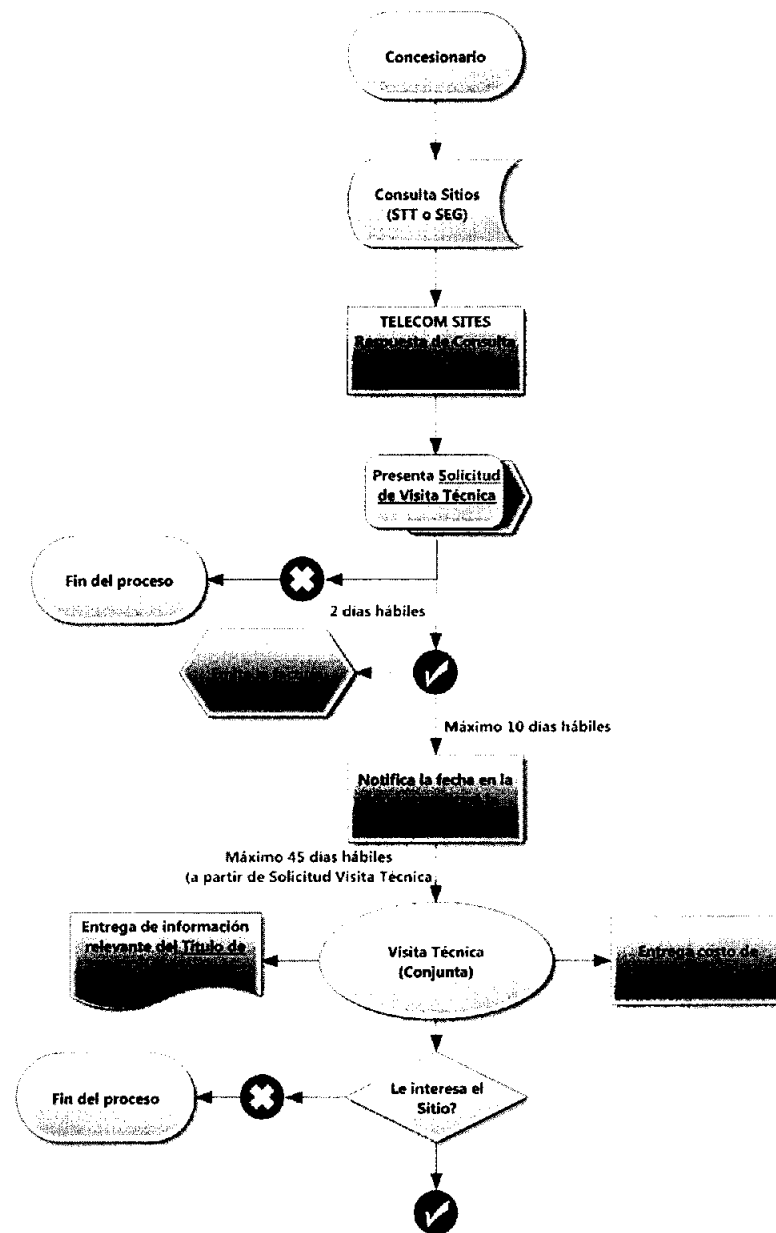 Concesionario
Consulta Sitios
(STT o SEG)
TELECOM SITES
Respuesta de Consulta
Presenta Solicitud
de Visita Técnica
Fin del proceso
2 días hábiles
Máximo 10 días hábiles
Notifica la fecha en la
Máximo 45 días hábiles
(a partir de Solicitud Visita Técnica
Entrega de información
relevante del Título de
Visita Técnica
(Conjunta)
Entrega costo de
Fin del proceso
Le interesa el
Sitio?